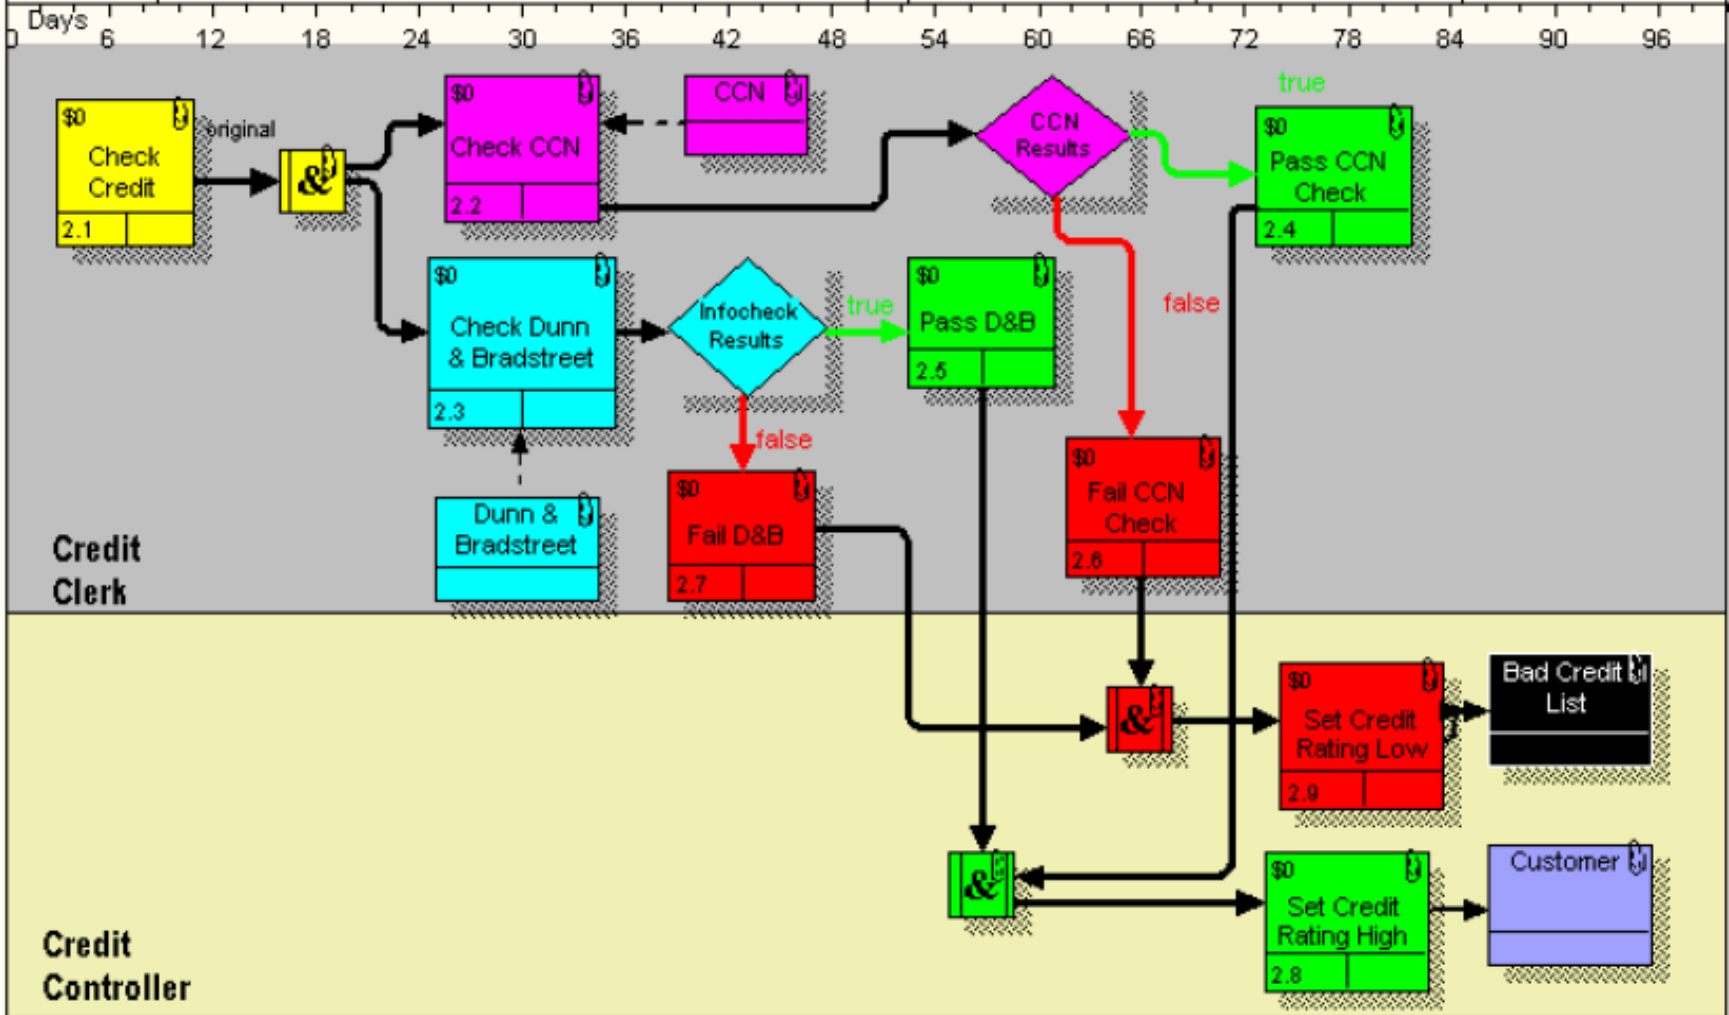 Days
0 6 12 18 24 30 36 42 48 54 60 66 72 78 84 90 96
$0
Check
Credit
2.1
original
&
$0
Check CCN
2.2
CCN
CCN
Results
true
$0
Pass CCN
Check
2.4
$0
Check Dunn
& Bradstreet
2.3
Infocheck
Results
true
$0
Pass D&B
2.5
false
false
Dunn &
Bradstreet
$0
Fail D&B
2.7
$0
Fail CCN
Check
2.6
Credit
Clerk
&
$0
Set Credit
Rating Low
2.9
Bad Credit
List
&
$0
Set Credit
Rating High
2.8
Customer
Credit
Controller